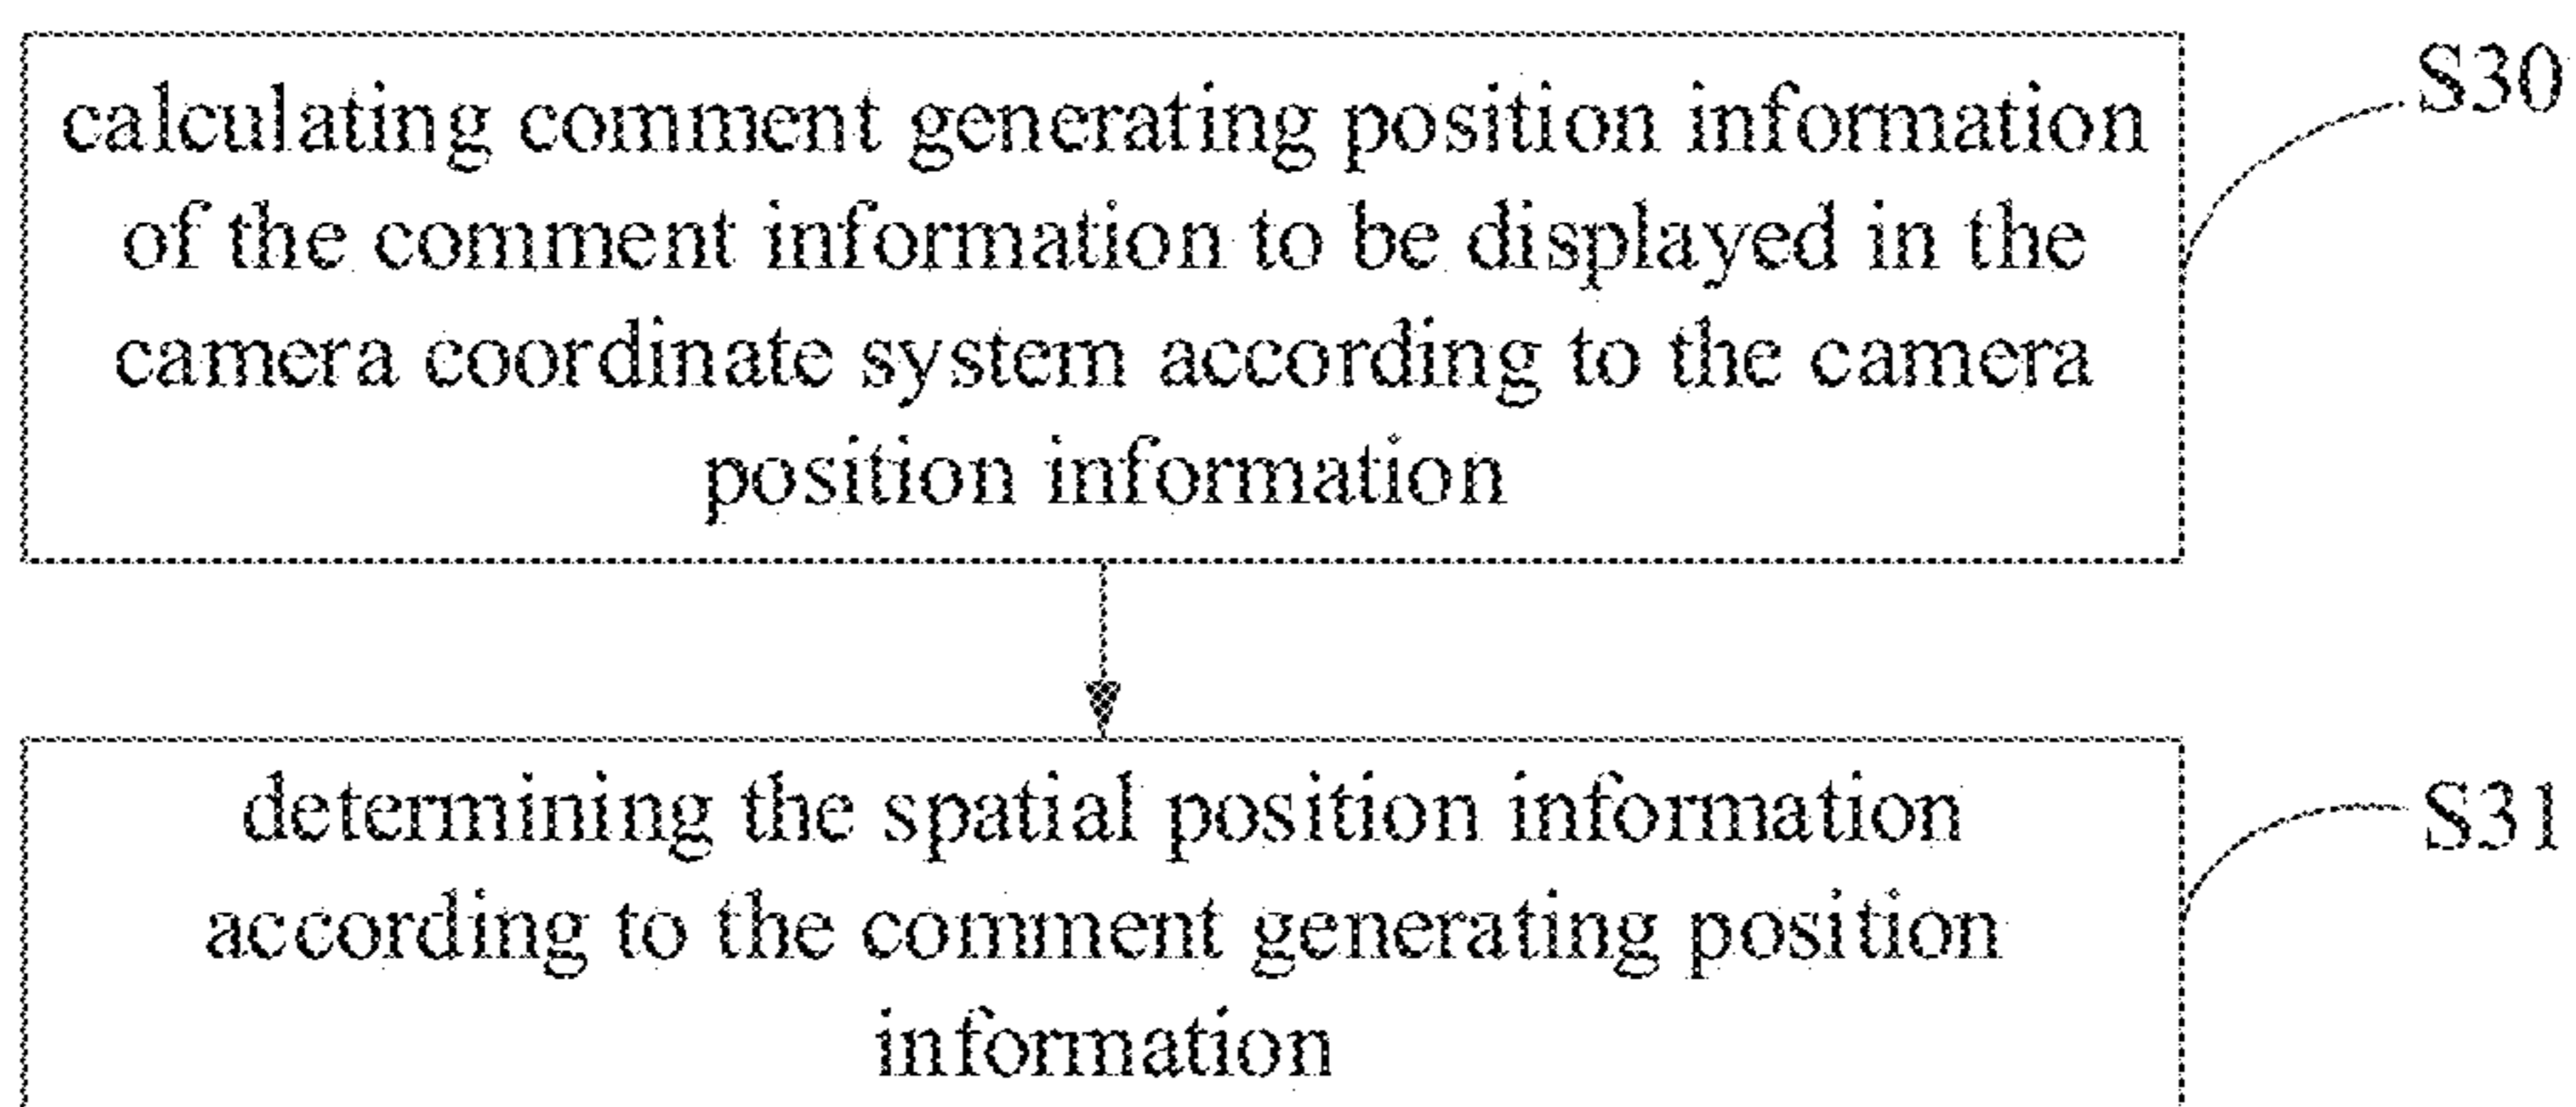 calculating comment generating position information
of the comment information to be displayed in the
camera coordinate system according to the camera
position information
S30
determining the spatial position information
according to the comment generating position
information
S31